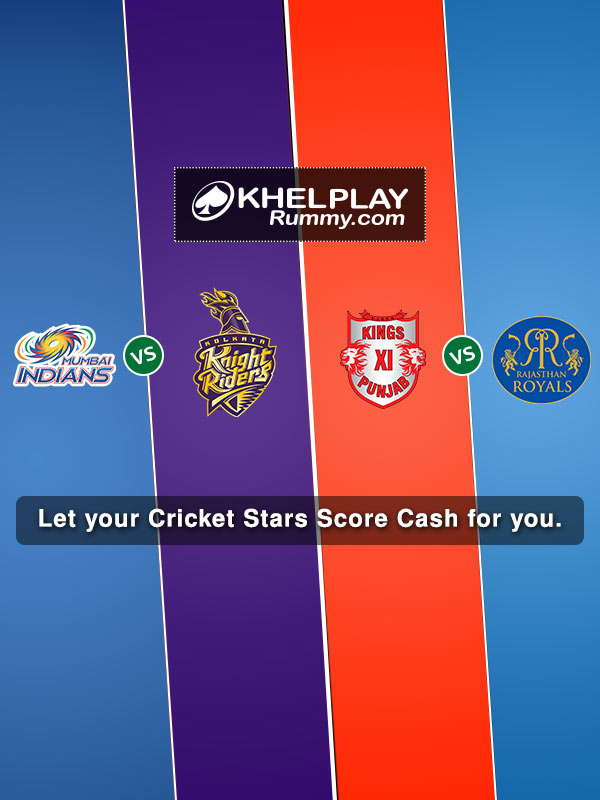 KHELPLAY
Rummy.com
MUMBAI
INDIANS
VS
KOLKATA
Knight
Riders
KINGS
XI
PUNJAB
VS
RR
RAJASTHAN
ROYALS
Let your Cricket Stars Score Cash for you.